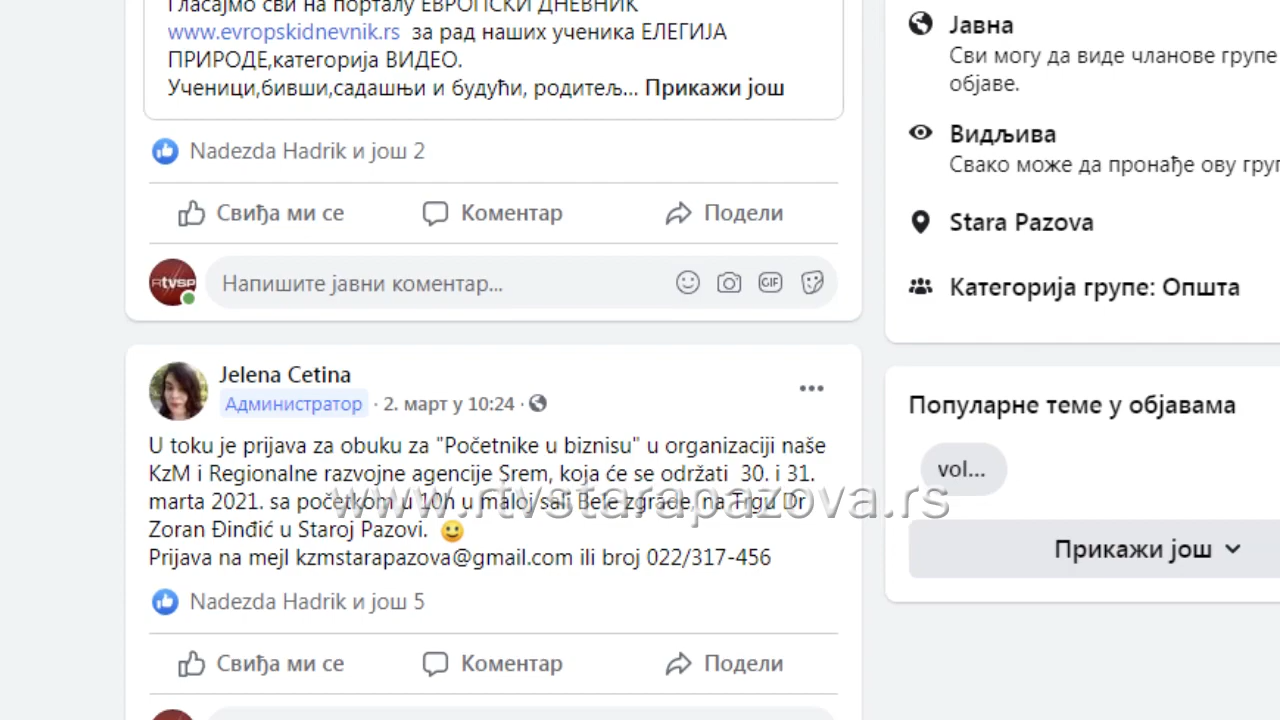 Гласајмо сви на порталу ЕВРОПСКИ ДНЕВНИК
www.evropskidnevnik.rs за рад наших ученика ЕЛЕГИЈА
ПРИРОДЕ,категорија ВИДЕО.
Ученици,бивши,садашњи и будући, родитељ... Прикажи још
Nadezda Hadrik и још 2
Свиђа ми се Коментар Подели
RTVSP Напишите јавни коментар... GIF
Jelena Cetina
Администратор · 2. март у 10:24 ·
U toku je prijava za obuku za "Početnike u biznisu" u organizaciji naše
KzM i Regionalne razvojne agencije Srem, koja će se održati 30. i 31.
marta 2021. sa početkom u 10h u maloj sali Bele zgrade, na Trgu Dr
Zoran Đinđić u Staroj Pazovi.
Prijava na mejl kzmstarapazova@gmail.com ili broj 022/317-456
www.rtvstarapazova.rs
Nadezda Hadrik и још 5
Свиђа ми се Коментар Подели
Јавна
Сви могу да виде чланове групе
објаве.
Видљива
Свако може да пронађе ову груп
Stara Pazova
Категорија групе: Општа
Популарне теме у објавама
vol...
Прикажи још